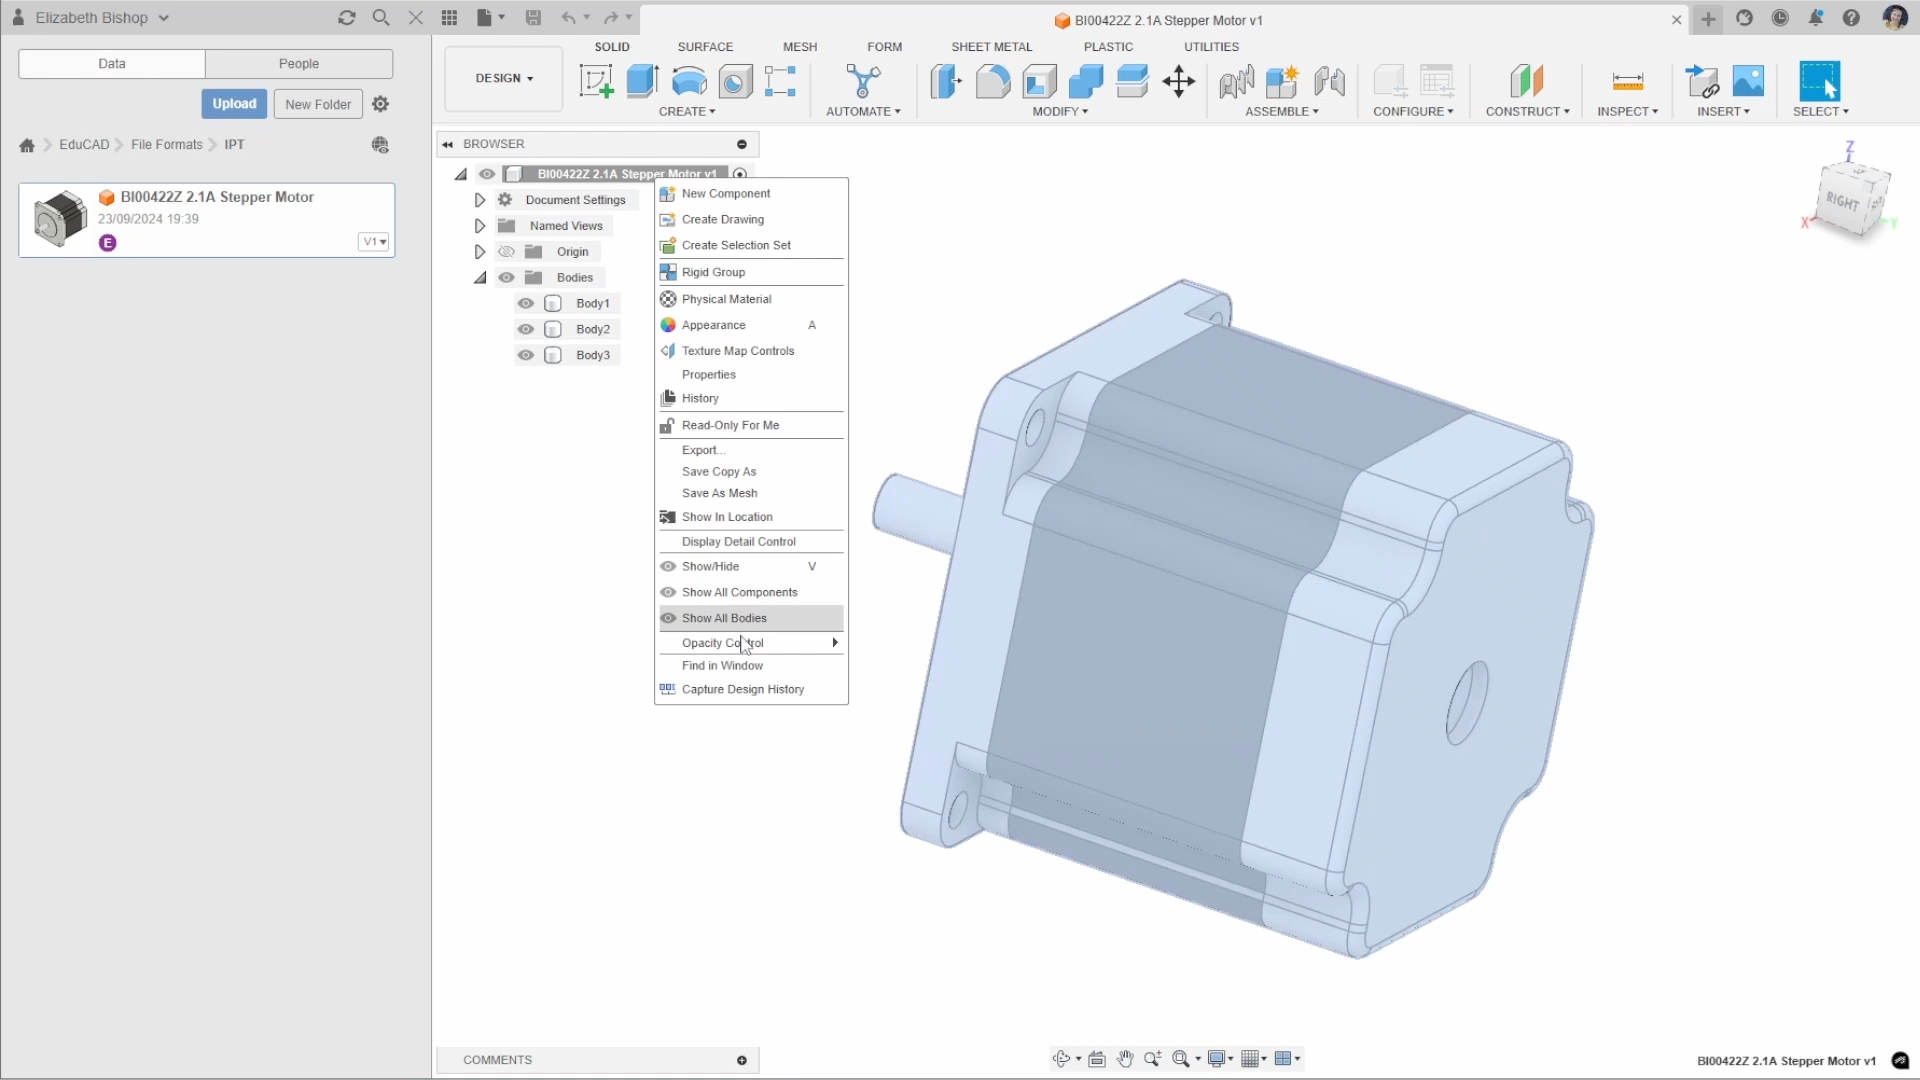 Elizabeth Bishop
BI00422Z 2.1A Stepper Motor v1
Data
People
Upload
New Folder
EduCAD
File Formats
IPT
BI00422Z 2.1A Stepper Motor
23/09/2024 19:39
E
V1
DESIGN
SOLID
SURFACE
MESH
FORM
SHEET METAL
PLASTIC
UTILITIES
CREATE
AUTOMATE
MODIFY
ASSEMBLE
CONFIGURE
CONSTRUCT
INSPECT
INSERT
SELECT
BROWSER
BI00422Z 2.1A Stepper Motor v1
Document Settings
Named Views
Origin
Bodies
Body1
Body2
Body3
New Component
Create Drawing
Create Selection Set
Rigid Group
Physical Material
Appearance A
Texture Map Controls
Properties
History
Read-Only For Me
Export...
Save Copy As
Save As Mesh
Show In Location
Display Detail Control
Show/Hide V
Show All Components
Show All Bodies
Opacity Control
Find in Window
Capture Design History
Z
RIGHT
X
Y
COMMENTS
BI00422Z 2.1A Stepper Motor v1